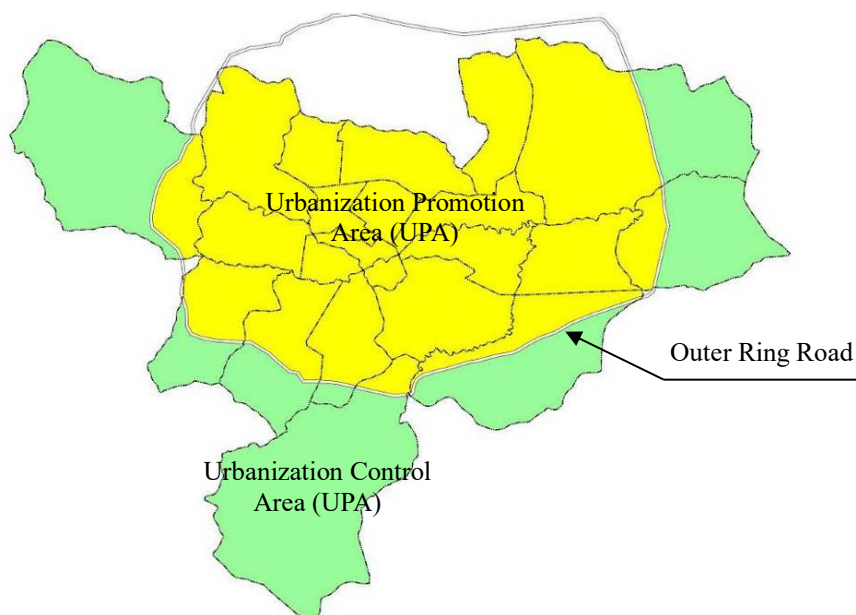 Urbanization Promotion
Area (UPA)
Outer Ring Road
Urbanization Control
Area (UPA)